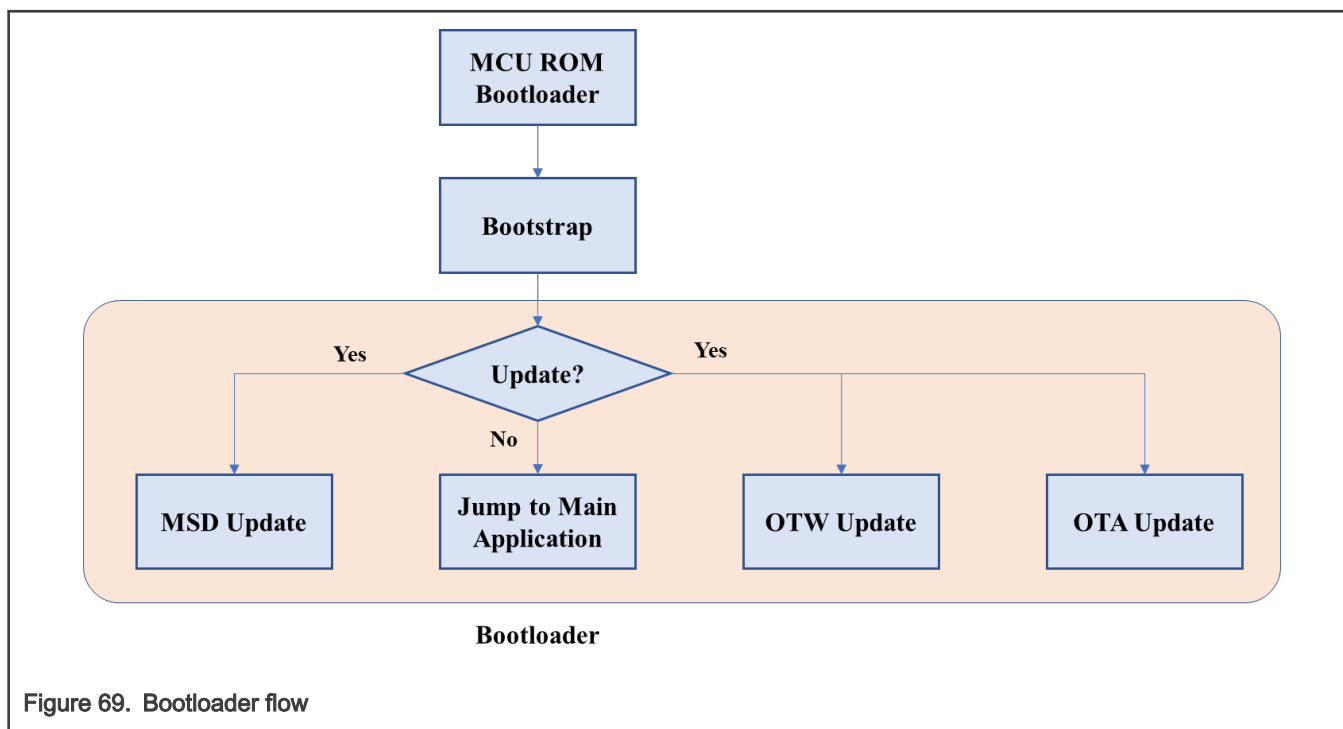 MCU ROM
Bootloader
Bootstrap
Yes
Yes
Update?
No
MSD Update
Jump to Main
Application
OTW Update
OTA Update
Bootloader
Figure 69. Bootloader flow